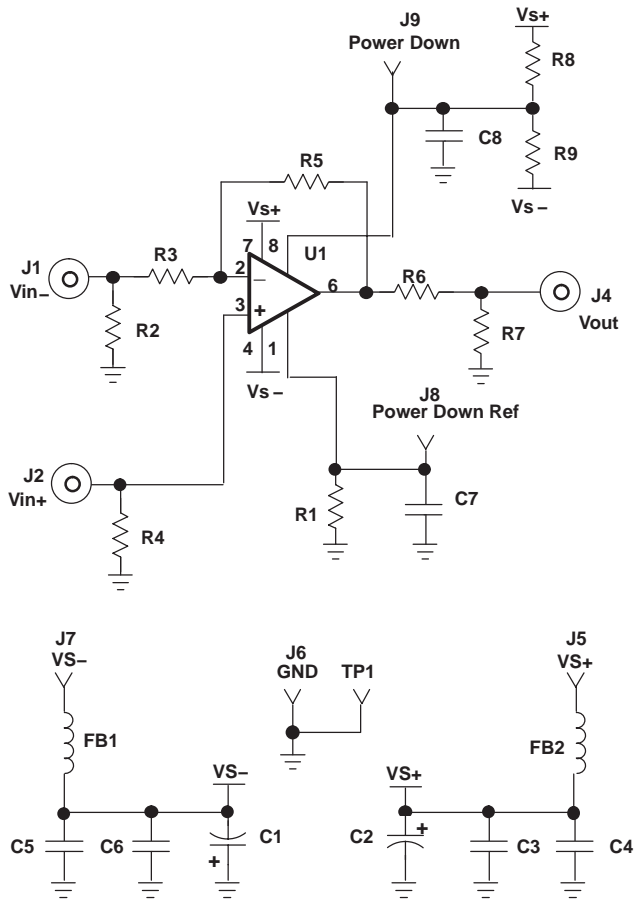 J9
Power Down
Vs+
R8
C8
R9
Vs–
R5
Vs+
7 8
U1
J1
Vin–
R3
2
–
6
R6
J4
Vout
R2
3
+
R7
4 1
Vs–
J8
Power Down Ref
J2
Vin+
R4
R1
C7
J7
VS–
J6
GND
TP1
J5
VS+
FB1
FB2
VS–
VS+
C5
C6
C1
+
C2
+
C3
C4